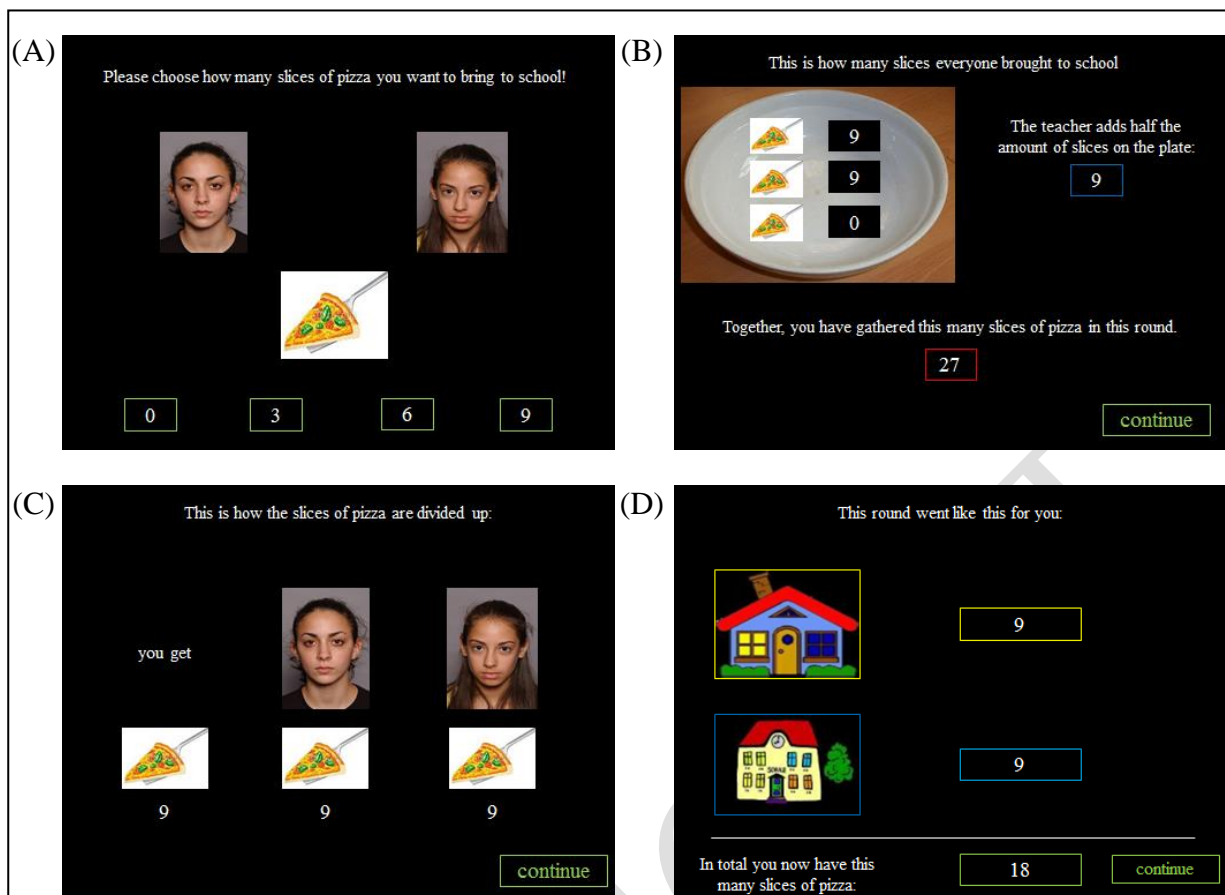 (A)
Please choose how many slices of pizza you want to bring to school!
0 3 6 9
(B)
This is how many slices everyone brought to school
9
9
0
The teacher adds half the
amount of slices on the plate:
9
Together, you have gathered this many slices of pizza in this round.
27
continue
(C)
This is how the slices of pizza are divided up:
you get
9 9 9
continue
(D)
This round went like this for you:
9
9
In total you now have this
many slices of pizza:
18
continue